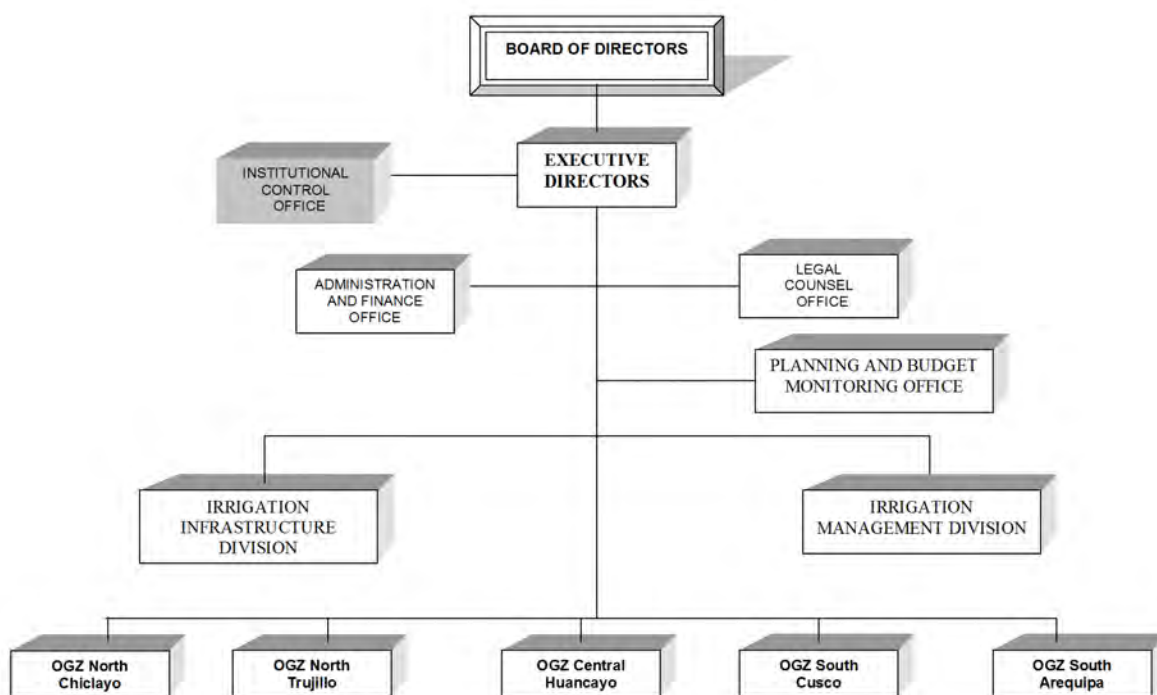 BOARD OF DIRECTORS
EXECUTIVE
DIRECTORS
INSTITUTIONAL
CONTROL
OFFICE
ADMINISTRATION
AND FINANCE
OFFICE
LEGAL
COUNSEL
OFFICE
PLANNING AND BUDGET
MONITORING OFFICE
IRRIGATION
INFRASTRUCTURE
DIVISION
IRRIGATION
MANAGEMENT DIVISION
OGZ North
Chiclayo
OGZ North
Trujillo
OGZ Central
Huancayo
OGZ South
Cusco
OGZ South
Arequipa